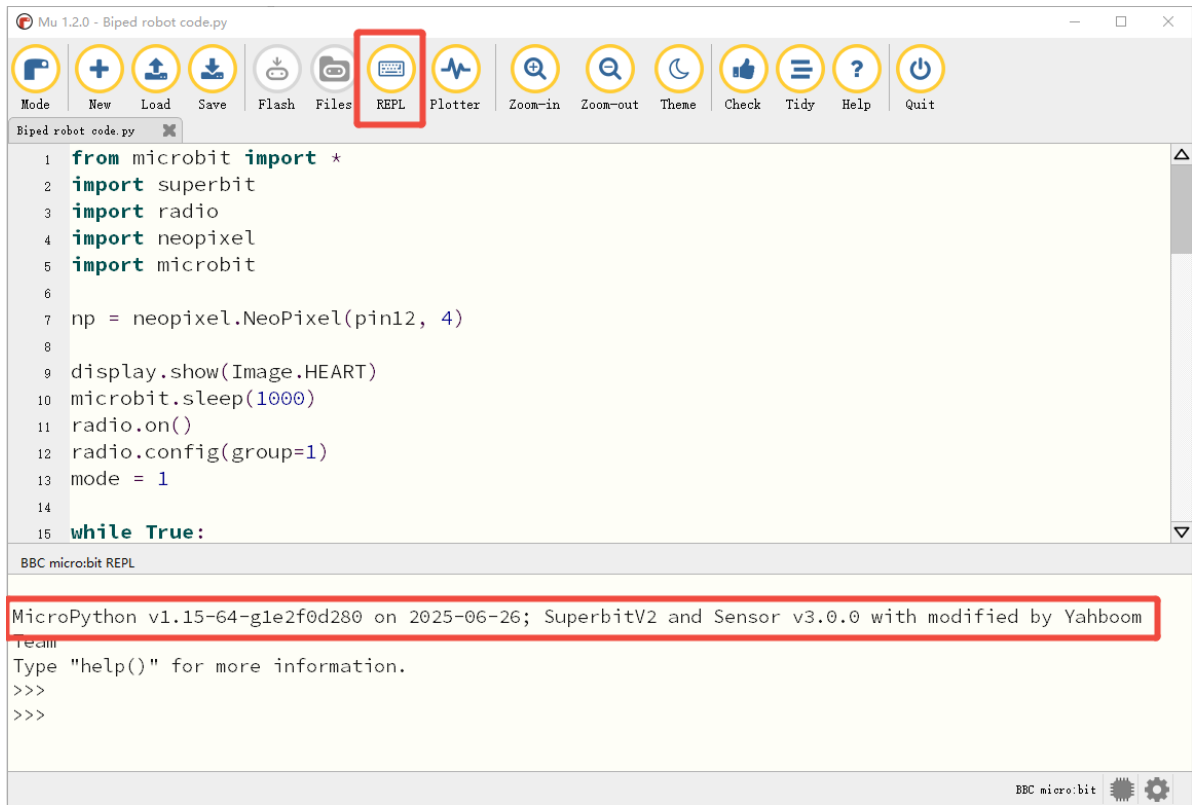 Mu 1.2.0 - Biped robot code.py
Mode New Load Save Flash Files REPL Plotter Zoom-in Zoom-out Theme Check Tidy Help Quit
Biped robot code.py
1 from microbit import *
2 import superbit
3 import radio
4 import neopixel
5 import microbit
6
7 np = neopixel.NeoPixel(pin12, 4)
8
9 display.show(Image.HEART)
10 microbit.sleep(1000)
11 radio.on()
12 radio.config(group=1)
13 mode = 1
14
15 while True:
BBC micro:bit REPL
MicroPython v1.15-64-g1e2f0d280 on 2025-06-26; SuperbitV2 and Sensor v3.0.0 with modified by Yahboom
Team
Type "help()" for more information.
>>>
>>>
BBC micro:bit